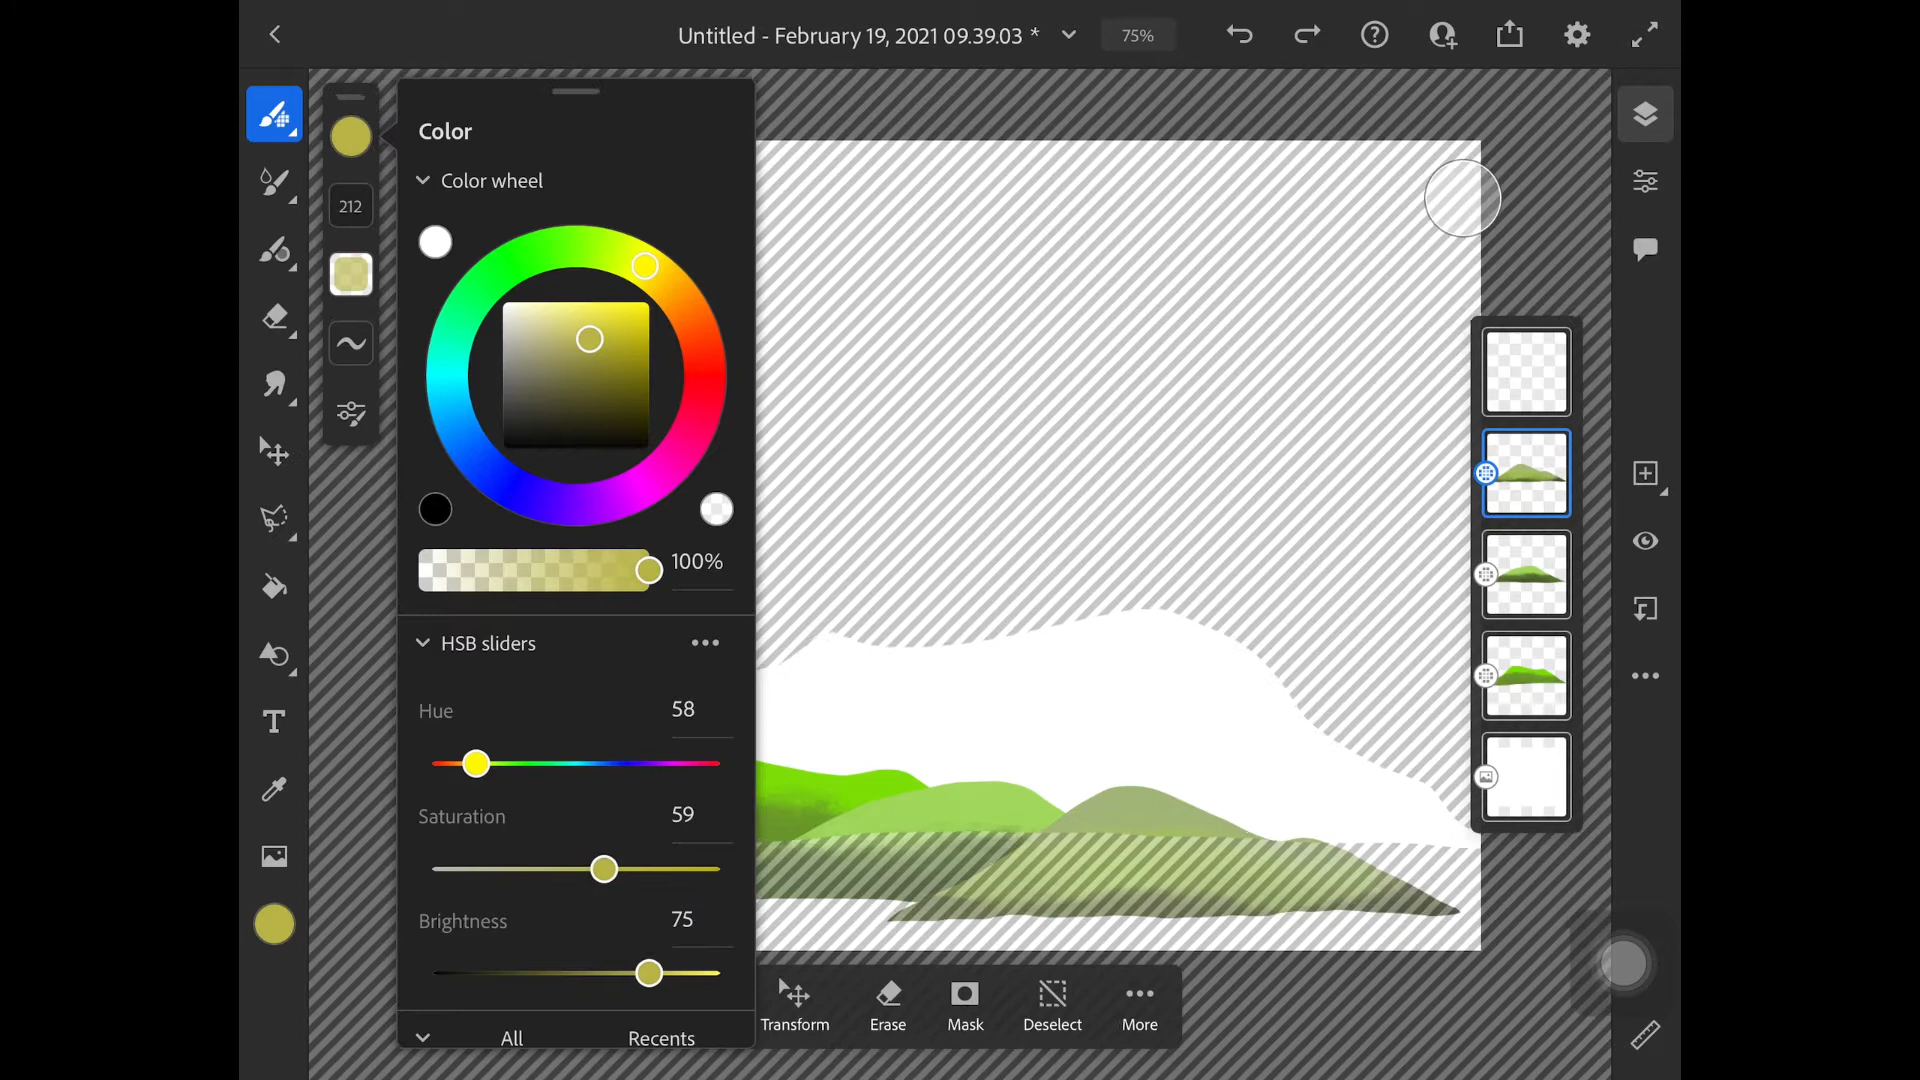 Untitled - February 19, 2021 09.39.03 *
75%
Color
Color wheel
212
100%
HSB sliders
Hue
58
Saturation
59
Brightness
75
All
Recents
Transform
Erase
Mask
Deselect
More